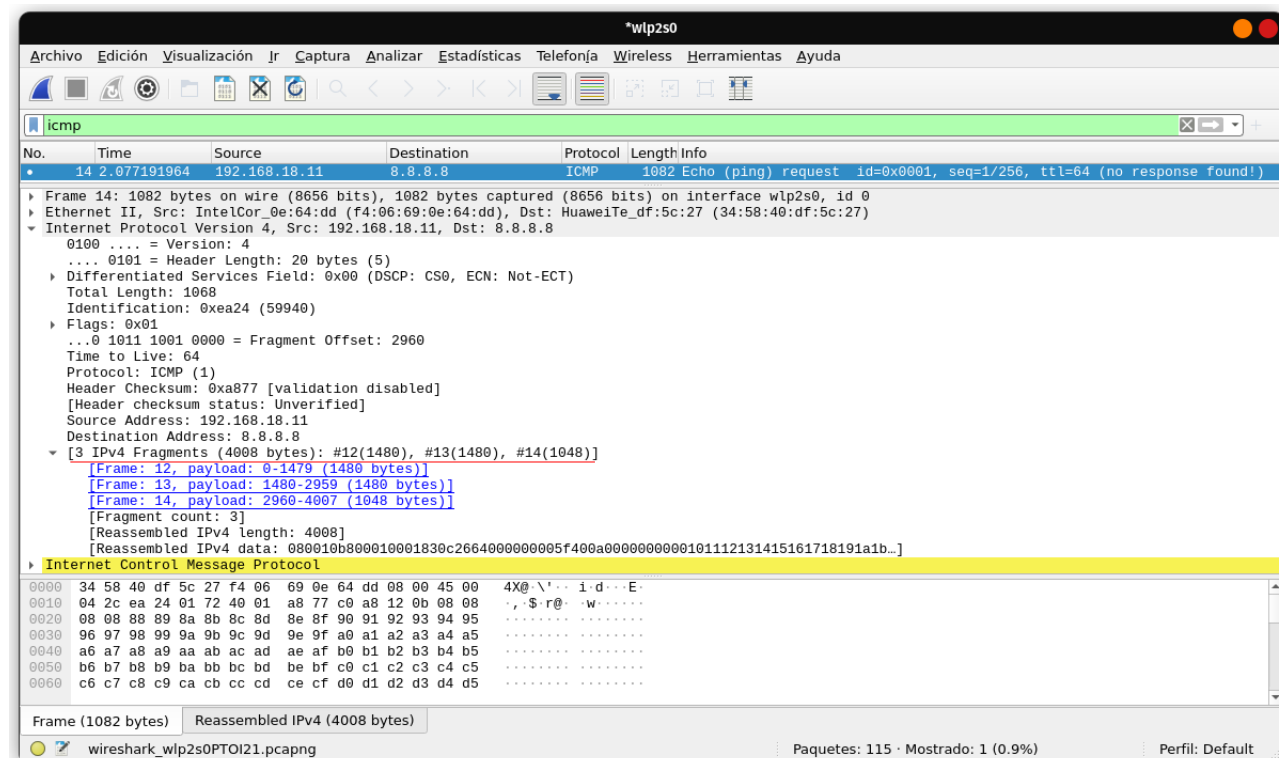 *wlp2s0
Archivo Edición Visualización Ir Captura Analizar Estadísticas Telefonía Wireless Herramientas Ayuda
icmp
No. Time Source Destination Protocol Length Info
14 2.077191964 192.168.18.11 8.8.8.8 ICMP 1082 Echo (ping) request id=0x0001, seq=1/256, ttl=64 (no response found!)
Frame 14: 1082 bytes on wire (8656 bits), 1082 bytes captured (8656 bits) on interface wlp2s0, id 0
Ethernet II, Src: IntelCor_0e:64:dd (f4:06:69:0e:64:dd), Dst: HuaweiTe_df:5c:27 (34:58:40:df:5c:27)
Internet Protocol Version 4, Src: 192.168.18.11, Dst: 8.8.8.8
0100 .... = Version: 4
.... 0101 = Header Length: 20 bytes (5)
Differentiated Services Field: 0x00 (DSCP: CS0, ECN: Not-ECT)
Total Length: 1068
Identification: 0xea24 (59940)
Flags: 0x01
...0 1011 1001 0000 = Fragment Offset: 2960
Time to Live: 64
Protocol: ICMP (1)
Header Checksum: 0xa877 [validation disabled]
[Header checksum status: Unverified]
Source Address: 192.168.18.11
Destination Address: 8.8.8.8
[3 IPv4 Fragments (4008 bytes): #12(1480), #13(1480), #14(1048)]
[Frame: 12, payload: 0-1479 (1480 bytes)]
[Frame: 13, payload: 1480-2959 (1480 bytes)]
[Frame: 14, payload: 2960-4007 (1048 bytes)]
[Fragment count: 3]
[Reassembled IPv4 length: 4008]
[Reassembled IPv4 data: 080010b800010001830c2664000000005f400a0000000000101112131415161718191a1b…]
Internet Control Message Protocol
0000 34 58 40 df 5c 27 f4 06 69 0e 64 dd 08 00 45 00 4X@·\'·· i·d···E·
0010 04 2c ea 24 01 72 40 01 a8 77 c0 a8 12 0b 08 08 ·,·$·r@· ·w······
0020 08 08 88 89 8a 8b 8c 8d 8e 8f 90 91 92 93 94 95 ········ ········
0030 96 97 98 99 9a 9b 9c 9d 9e 9f a0 a1 a2 a3 a4 a5 ········ ········
0040 a6 a7 a8 a9 aa ab ac ad ae af b0 b1 b2 b3 b4 b5 ········ ········
0050 b6 b7 b8 b9 ba bb bc bd be bf c0 c1 c2 c3 c4 c5 ········ ········
0060 c6 c7 c8 c9 ca cb cc cd ce cf d0 d1 d2 d3 d4 d5 ········ ········
Frame (1082 bytes) Reassembled IPv4 (4008 bytes)
wireshark_wlp2s0PTOI21.pcapng Paquetes: 115 · Mostrado: 1 (0.9%) Perfil: Default